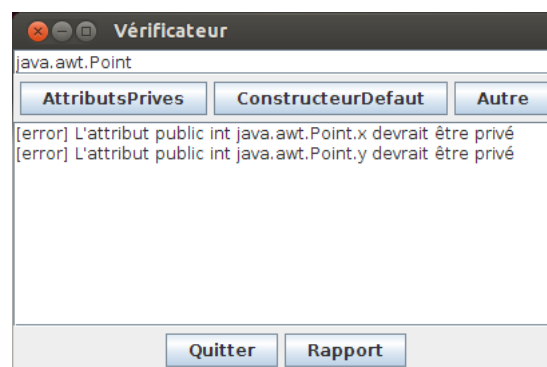 Vérificateur
java.awt.Point
AttributsPrives ConstructeurDefaut Autre
[error] L'attribut public int java.awt.Point.x devrait être privé
[error] L'attribut public int java.awt.Point.y devrait être privé
Quitter Rapport